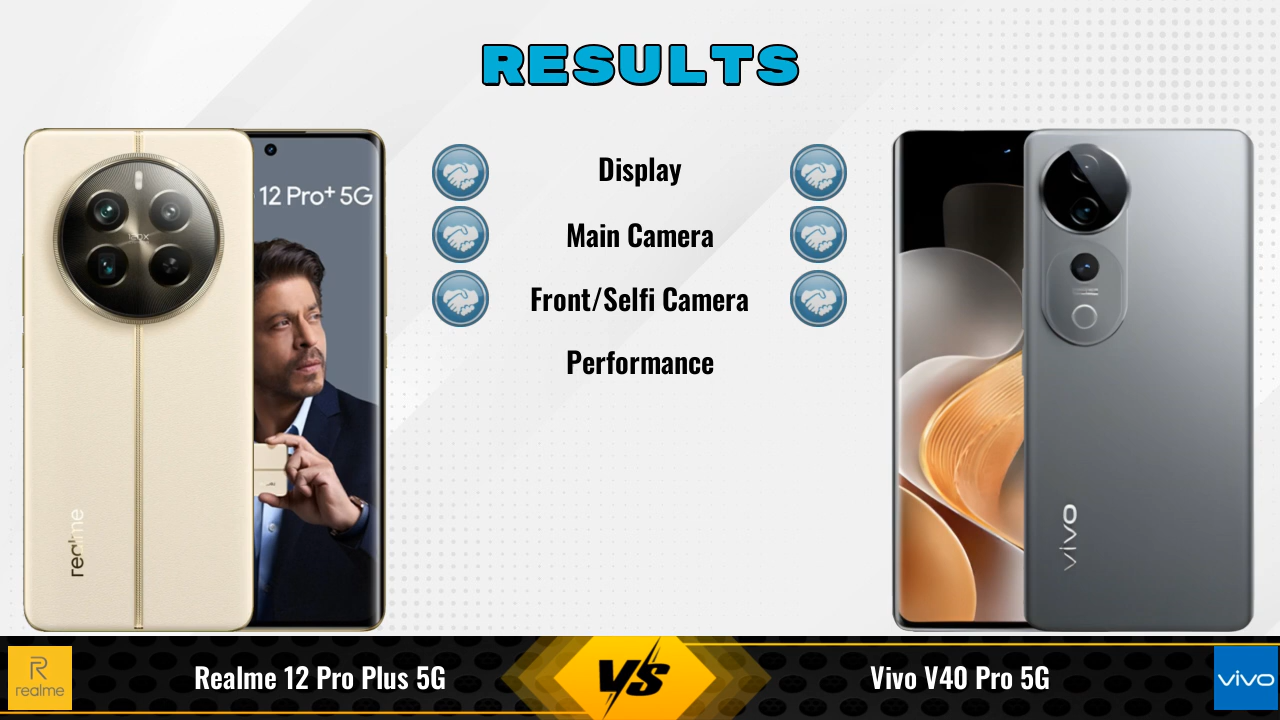 RESULTS
Display
Main Camera
Front/Selfi Camera
Performance
12 Pro+ 5G
realme
vivo
R
realme
Realme 12 Pro Plus 5G
VS
Vivo V40 Pro 5G
vivo